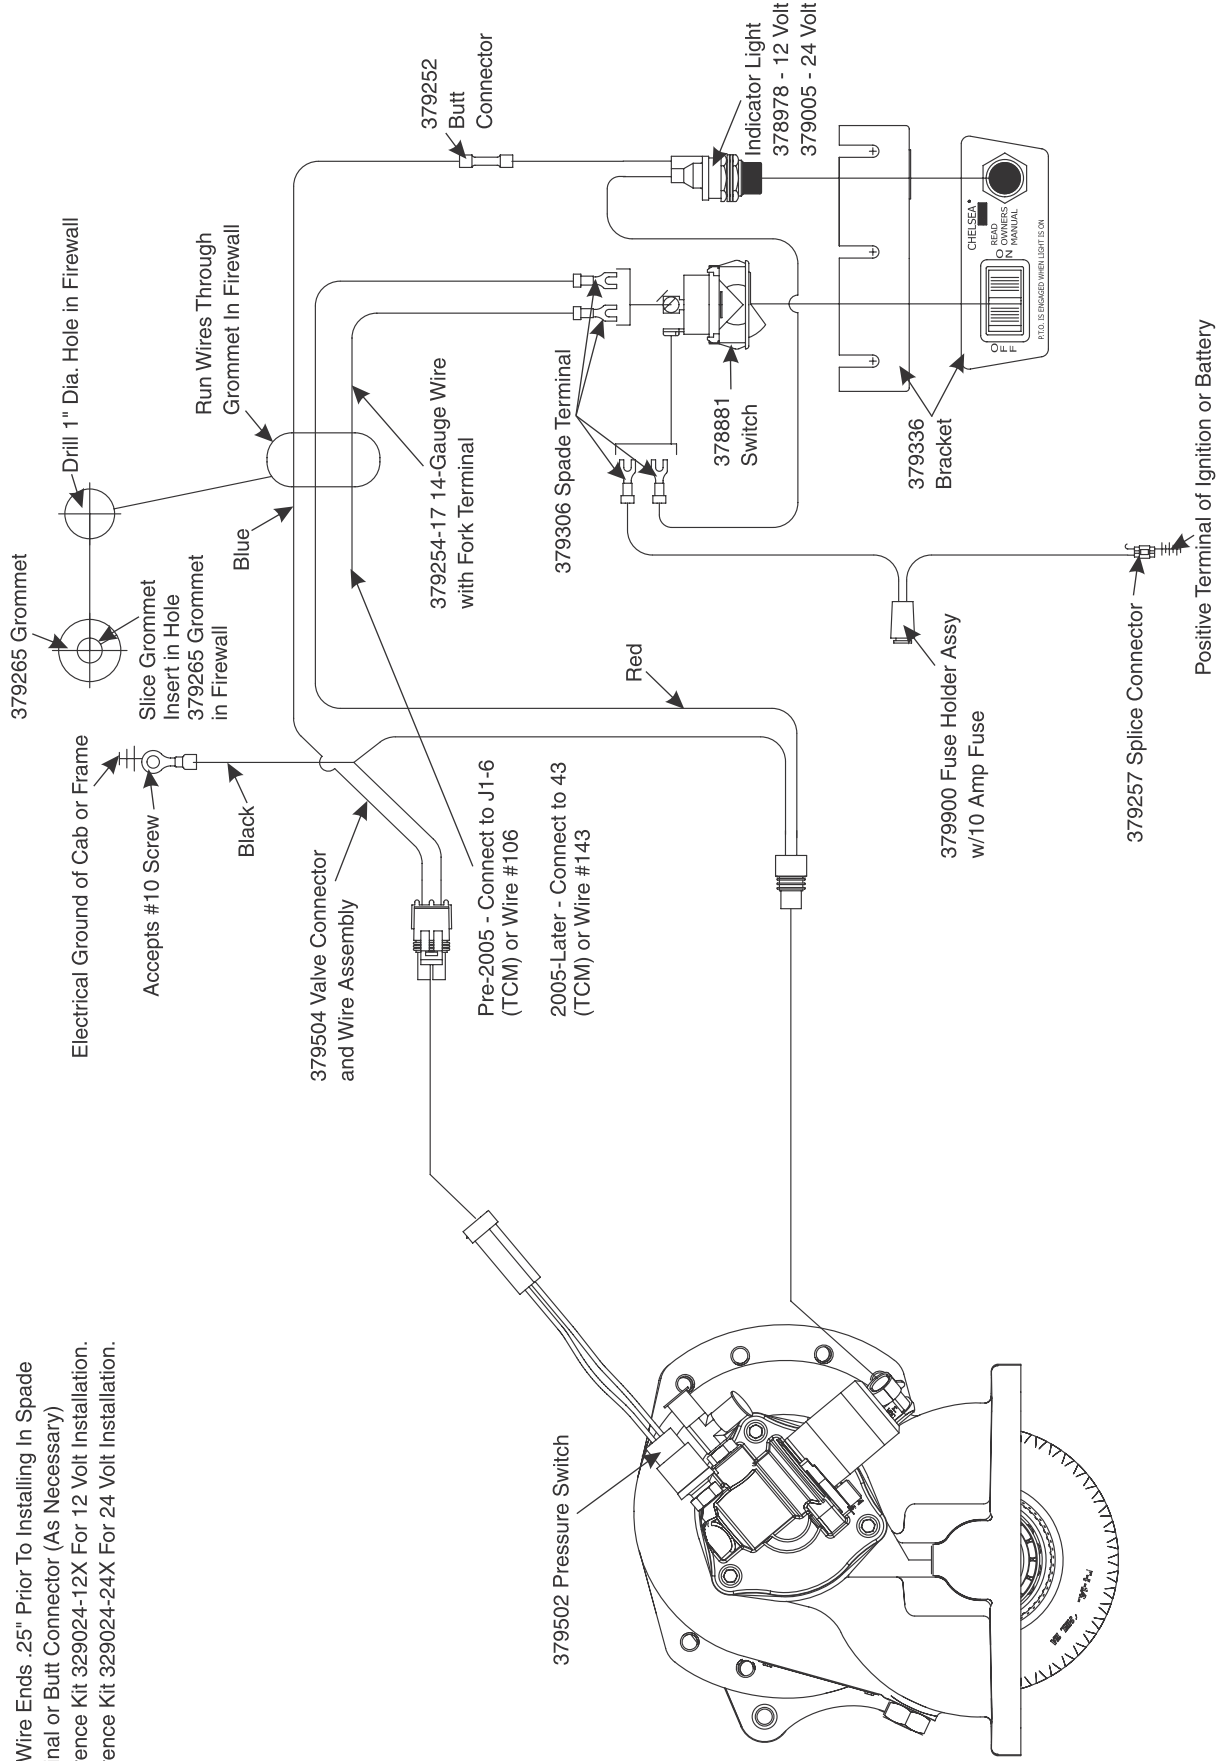 Wire Ends .25" Prior To Installing In Spade
nal or Butt Connector (As Necessary)
ence Kit 329024-12X For 12 Volt Installation.
ence Kit 329024-24X For 24 Volt Installation.
379265 Grommet
Drill 1" Dia. Hole in Firewall
Slice Grommet
Insert in Hole
379265 Grommet
in Firewall
Run Wires Through
Grommet In Firewall
Electrical Ground of Cab or Frame
Accepts #10 Screw
Black
Blue
379504 Valve Connector
and Wire Assembly
379254-17 14-Gauge Wire
with Fork Terminal
379252
Butt
Connector
Pre-2005 - Connect to J1-6
(TCM) or Wire #106
2005-Later - Connect to 43
(TCM) or Wire #143
379306 Spade Terminal
Red
379502 Pressure Switch
378881
Switch
Indicator Light
378978 - 12 Volt
379005 - 24 Volt
379336
Bracket
CHELSEA
READ
OWNERS
MANUAL
ON
OFF
P.T.O. IS ENGAGED WHEN LIGHT IS ON
379900 Fuse Holder Assy
w/10 Amp Fuse
379257 Splice Connector
Positive Terminal of Ignition or Battery